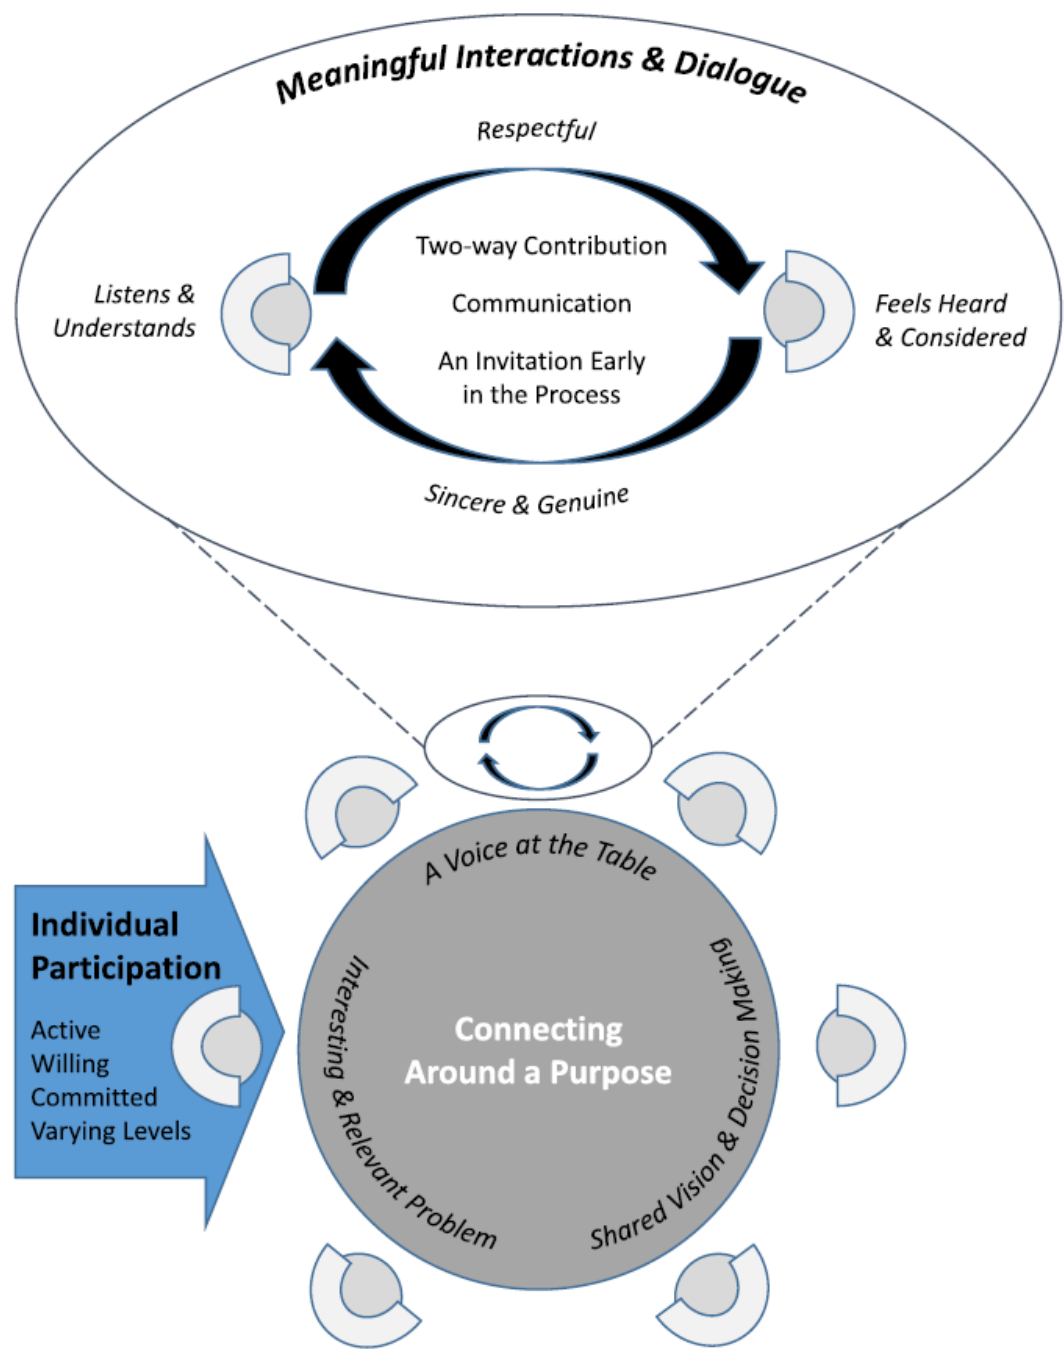 Meaningful Interactions & Dialogue
Respectful
Two-way Contribution
Communication
An Invitation Early
in the Process
Listens &
Understands
Feels Heard
& Considered
Sincere & Genuine
A Voice at the Table
Individual
Participation
Active
Willing
Committed
Varying Levels
Interesting & Relevant Problem
Connecting
Around a Purpose
Shared Vision & Decision Making